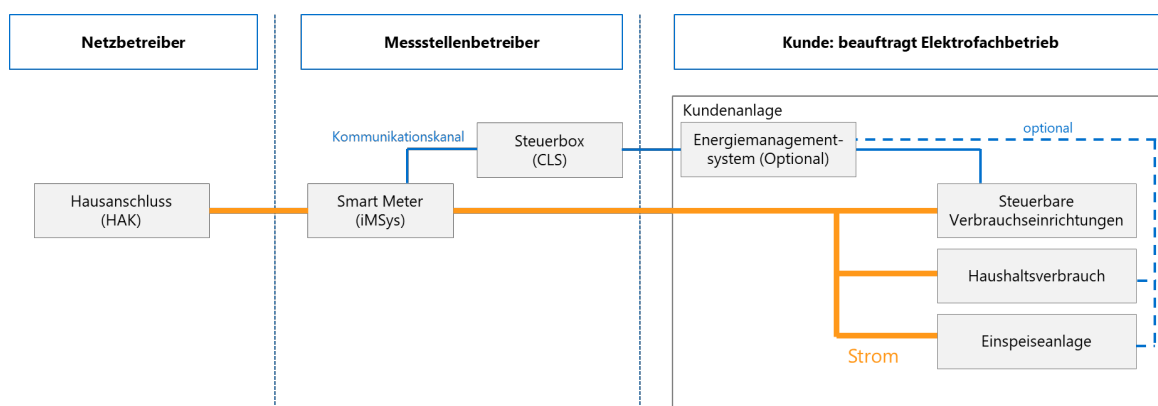 Netzbetreiber
Messstellenbetreiber
Kunde: beauftragt Elektrofachbetrieb
Kundenanlage
Kommunikationskanal
Steuerbox
(CLS)
Energiemanagement-
system (Optional)
optional
Hausanschluss
(HAK)
Smart Meter
(iMSys)
Steuerbare
Verbrauchseinrichtungen
Haushaltsverbrauch
Einspeiseanlage
Strom